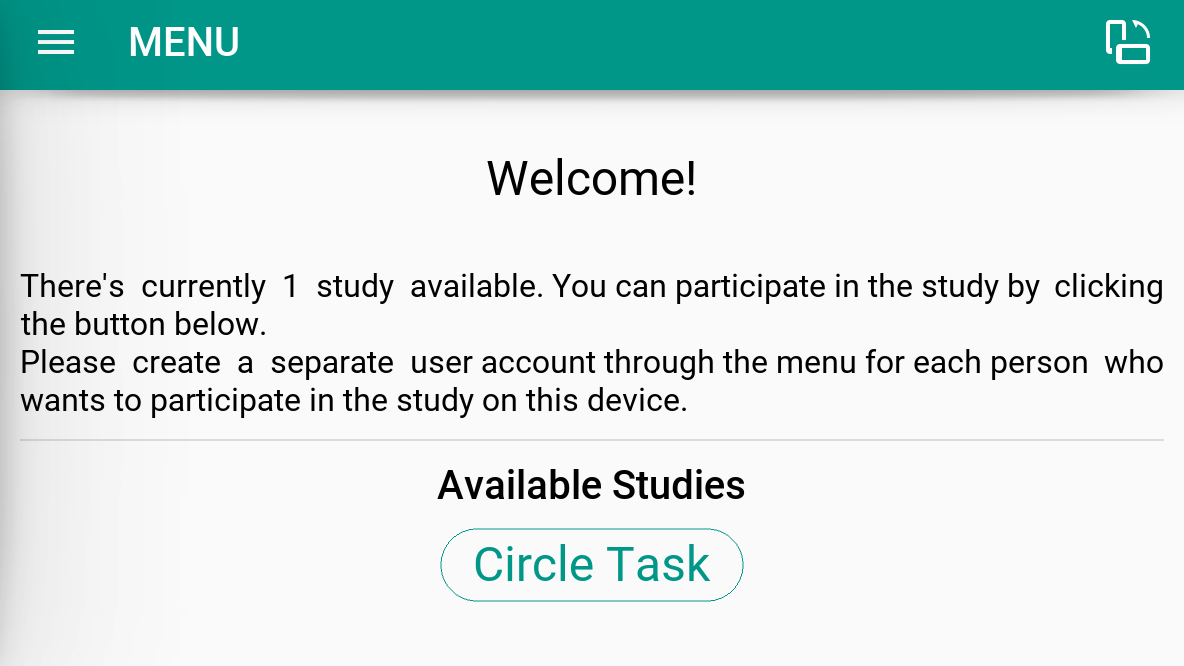 MENU
Welcome!
There's currently 1 study available. You can participate in the study by clicking
the button below.
Please create a separate user account through the menu for each person who
wants to participate in the study on this device.
Available Studies
Circle Task